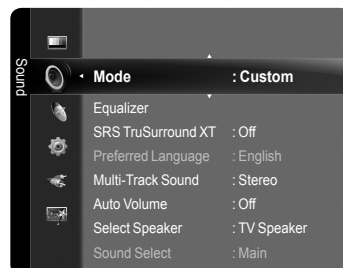 Sound
Mode : Custom
Equalizer
SRS TruSurround XT : Off
Preferred Language : English
Multi-Track Sound : Stereo
Auto Volume : Off
Select Speaker : TV Speaker
Sound Select : Main